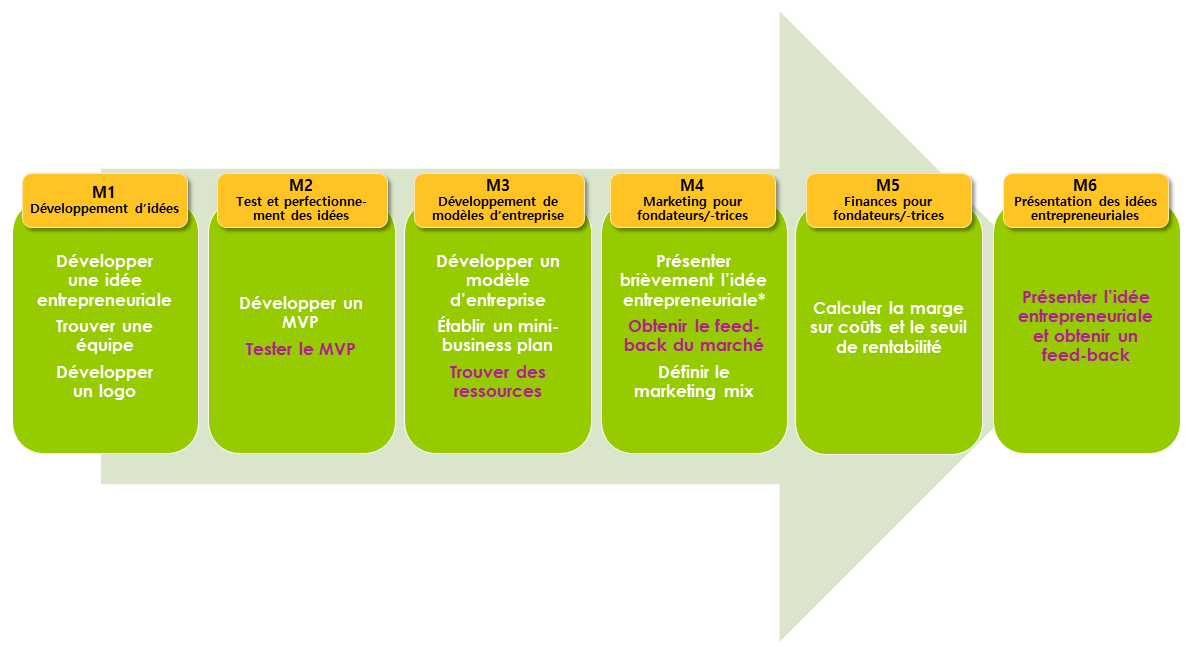 M1
Développement d’idées
Développer
une idée
entrepreneuriale
Trouver une
équipe
Développer
un logo
M2
Test et perfectionne-
ment des idées
Développer un
MVP
Tester le MVP
M3
Développement de
modèles d’entreprise
Développer un
modèle
d’entreprise
Établir un mini-
business plan
Trouver des
ressources
M4
Marketing pour
fondateurs/-trices
Présenter
brièvement l’idée
entrepreneuriale*
Obtenir le feed-
back du marché
Définir le
marketing mix
M5
Finances pour
fondateurs/-trices
Calculer la marge
sur coûts et le seuil
de rentabilité
M6
Présentation des idées
entrepreneuriales
Présenter l’idée
entrepreneuriale
et obtenir un
feed-back